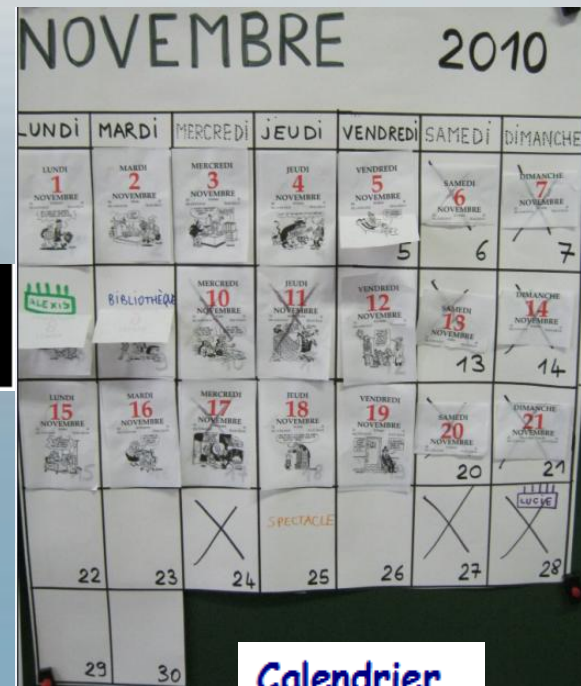 NOVEMBRE 2010
LUNDi MARDi MERCREDi JEUDi VENDREDi SAMEDi DIMANCHE
LUNDI MARDI MERCREDI JEUDI VENDREDI SAMEDI DIMANCHE
1 2 3 4 5 6 7
NOVEMBRE NOVEMBRE NOVEMBRE NOVEMBRE NOVEMBRE NOVEMBRE NOVEMBRE
5 6 7
ALEXIS BIBLIOTHÈQUE MERCREDI JEUDI VENDREDI SAMEDI DIMANCHE
10 11 12 13 14
NOVEMBRE NOVEMBRE NOVEMBRE NOVEMBRE NOVEMBRE
13 14
LUNDI MARDI MERCREDI JEUDI VENDREDI SAMEDI DIMANCHE
15 16 17 18 19 20 21
NOVEMBRE NOVEMBRE NOVEMBRE NOVEMBRE NOVEMBRE NOVEMBRE NOVEMBRE
20 21
SPECTACLE LUCIE
22 23 24 25 26 27 28
29 30
Calendrier